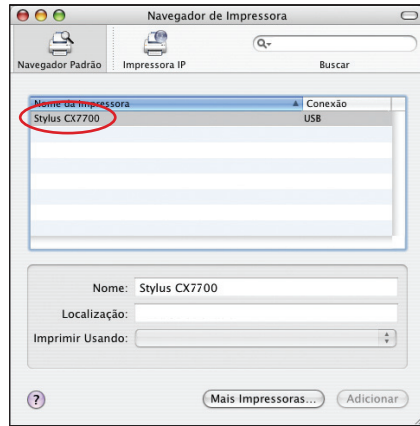 Navegador de Impressora
Navegador Padrão Impressora IP Buscar
Nome da Impressora Conexão
Stylus CX7700 USB
Nome: Stylus CX7700
Localização:
Imprimir Usando:
? Mais Impressoras... Adicionar